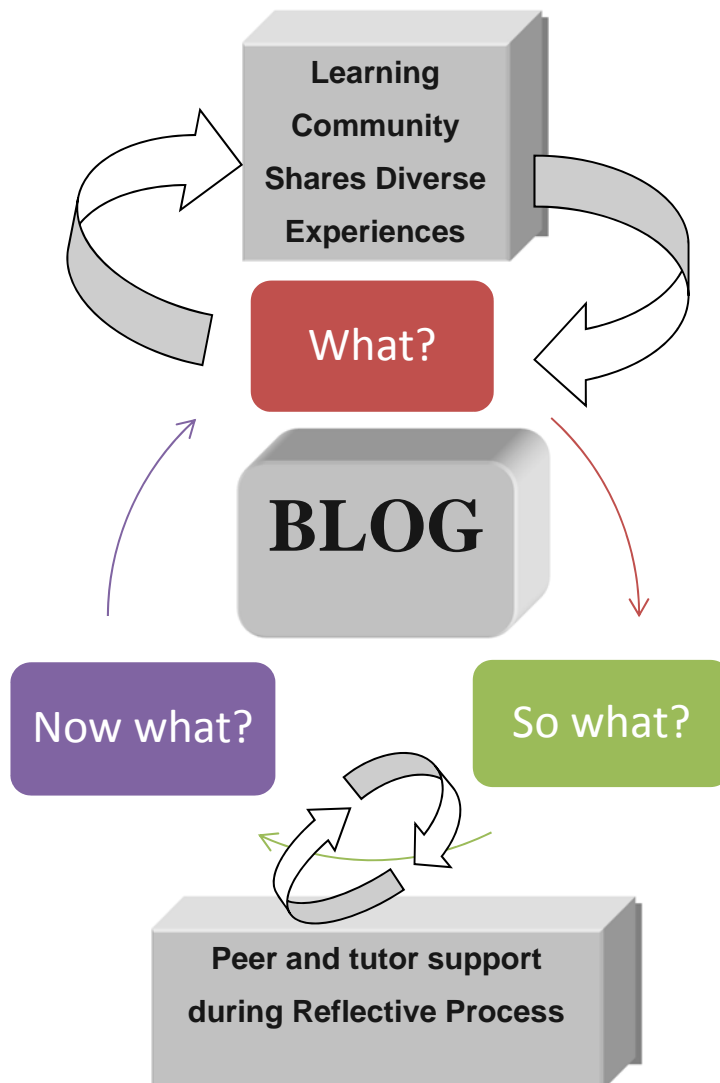 Learning
Community
Shares Diverse
Experiences
What?
BLOG
Now what?
So what?
Peer and tutor support
during Reflective Process